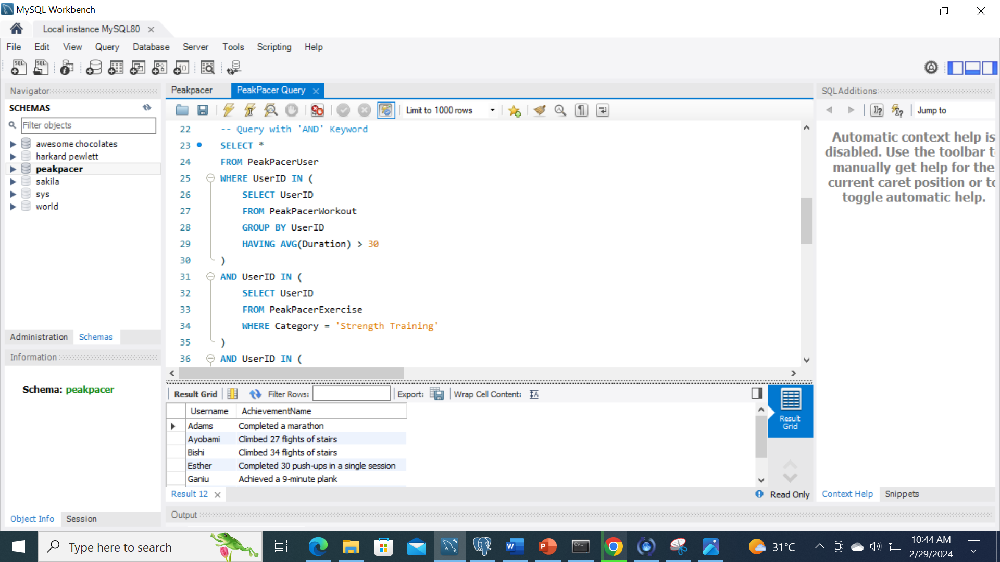 MySQL Workbench
Local instance MySQL80
File Edit View Query Database Server Tools Scripting Help
Navigator
SCHEMAS
Filter objects
awesome chocolates
harkard pewlett
peakpacer
sakila
sys
world
Administration Schemas
Information
Schema: peakpacer
Object Info Session
Peakpacer PeakPacer Query
Limit to 1000 rows
22 -- Query with 'AND' Keyword
23 SELECT *
24 FROM PeakPacerUser
25 WHERE UserID IN (
26 SELECT UserID
27 FROM PeakPacerWorkout
28 GROUP BY UserID
29 HAVING AVG(Duration) > 30
30 )
31 AND UserID IN (
32 SELECT UserID
33 FROM PeakPacerExercise
34 WHERE Category = 'Strength Training'
35 )
36 AND UserID IN (
Result Grid Filter Rows: Export: Wrap Cell Content:
Username AchievementName
Adams Completed a marathon
Ayobami Climbed 27 flights of stairs
Bishi Climbed 34 flights of stairs
Esther Completed 30 push-ups in a single session
Ganiu Achieved a 9-minute plank
Result
Grid
Result 12
Read Only
Output
SQLAdditions
Jump to
Automatic context help is
disabled. Use the toolbar t
manually get help for the
current caret position or to
toggle automatic help.
Context Help Snippets
Type here to search
31°C
10:44 AM
2/29/2024